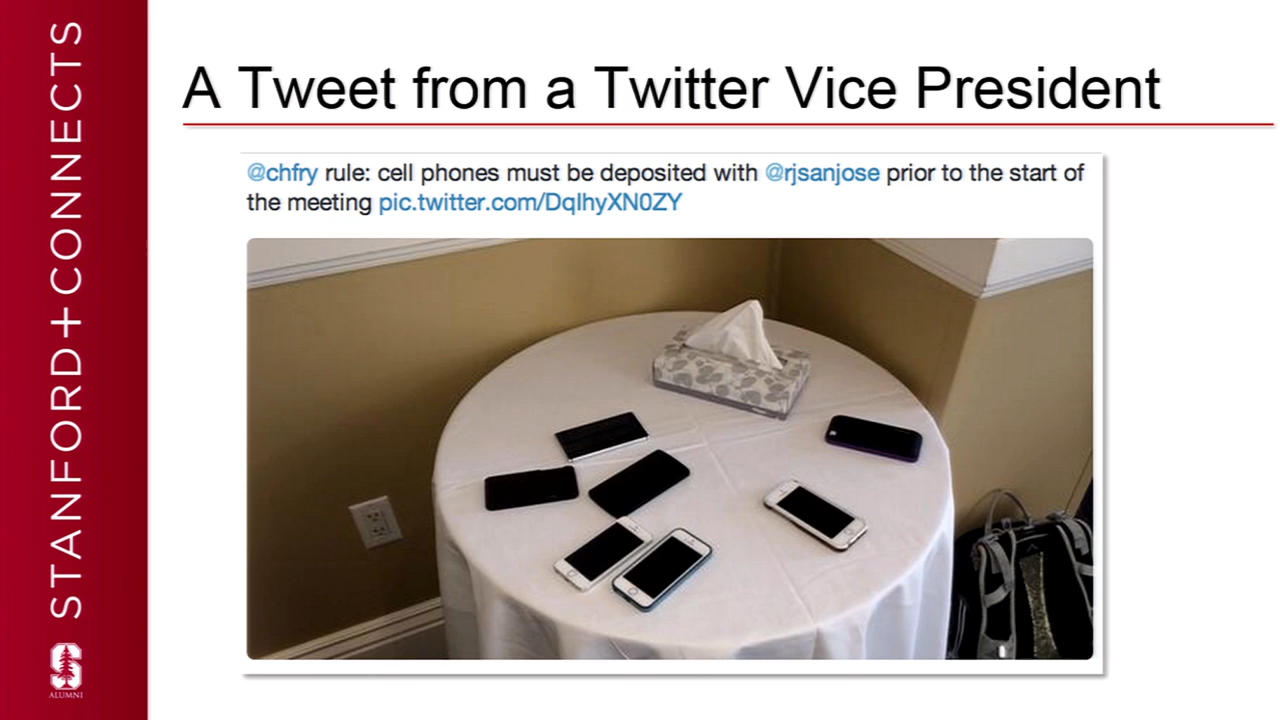 STANFORD+CONNECTS
S
ALUMNI
A Tweet from a Twitter Vice President
@chfry rule: cell phones must be deposited with @rjsanjose prior to the start of
the meeting pic.twitter.com/DqlhyXN0ZY